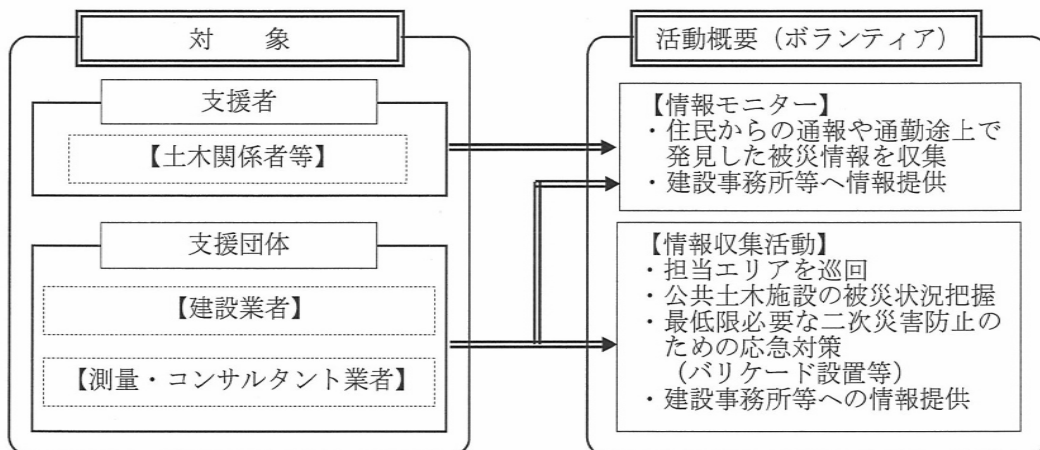 対　象
支援者
【土木関係者等】
支援団体
【建設業者】
【測量・コンサルタント業者】
活動概要（ボランティア）
【情報モニター】
・住民からの通報や通勤途上で
発見した被災情報を収集
・建設事務所等へ情報提供
【情報収集活動】
・担当エリアを巡回
・公共土木施設の被災状況把握
・最低限必要な二次災害防止の
ための応急対策
（バリケード設置等）
・建設事務所等への情報提供